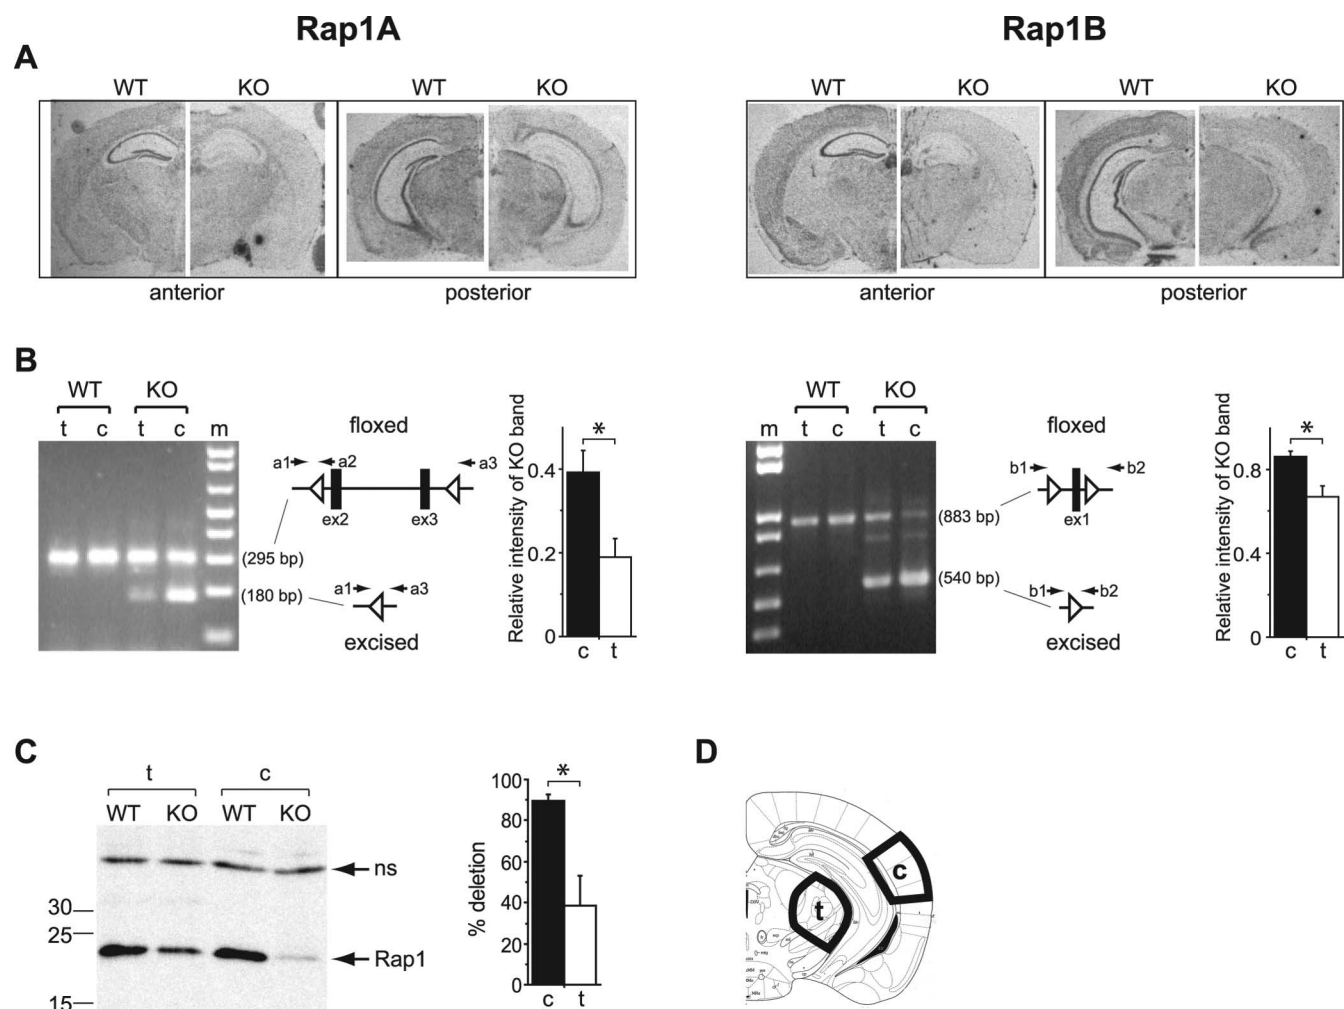 Rap1A
Rap1B
A
WT KO WT KO
WT KO WT KO
anterior posterior
anterior posterior
B
WT KO
t c t c m
floxed
a1 a2 a3
ex2 ex3
(295 bp)
(180 bp)
a1 a3
excised
Relative intensity of KO band
*
0.4
0.2
0
c t
WT KO
m t c t c
floxed
b1 b2
ex1
(883 bp)
(540 bp)
b1 b2
excised
Relative intensity of KO band
*
0.8
0.4
0
c t
C
t c
WT KO WT KO
ns
30
25
Rap1
15
% deletion
*
100
80
60
40
20
0
c t
D
c
t